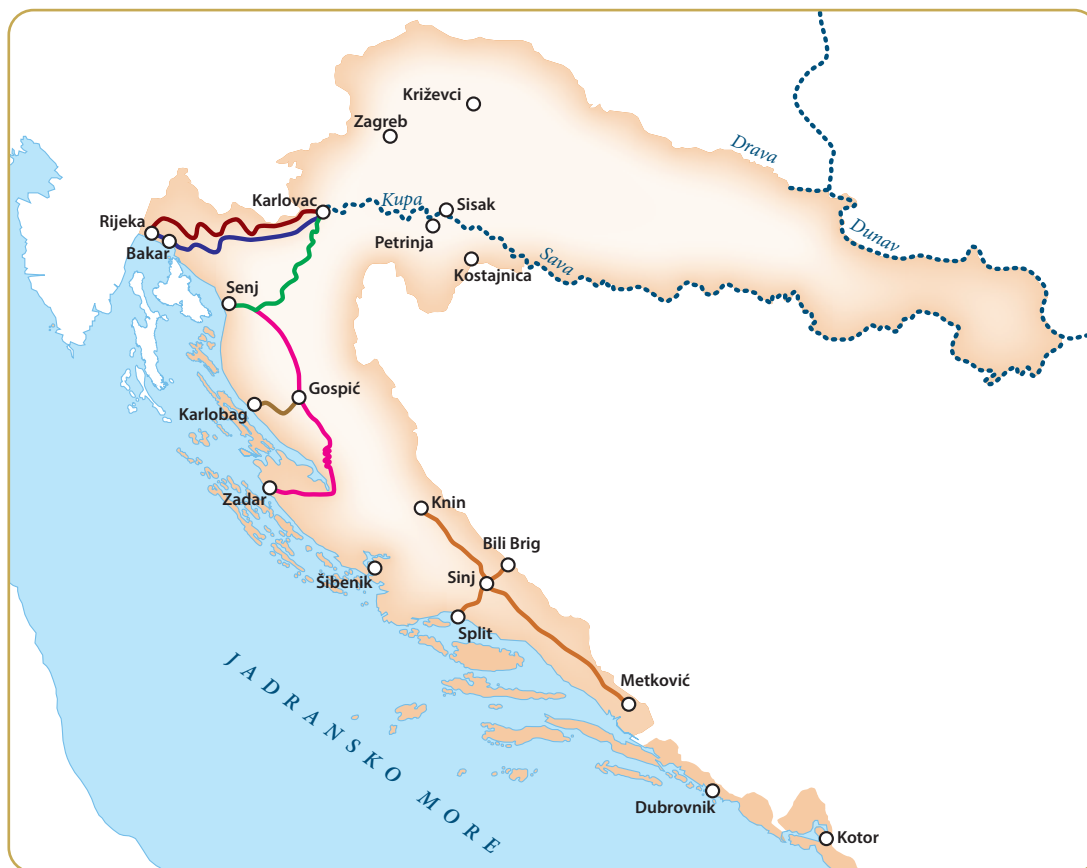 Križevci
Zagreb
Drava
Karlovac
Kupa
Sisak
Rijeka
Petrinja
Dunav
Bakar
Sava
Kostajnica
Senj
Gospić
Karlobag
Zadar
Knin
Bili Brig
Šibenik
Sinj
Split
Metković
JADRANSKO MORE
Dubrovnik
Kotor